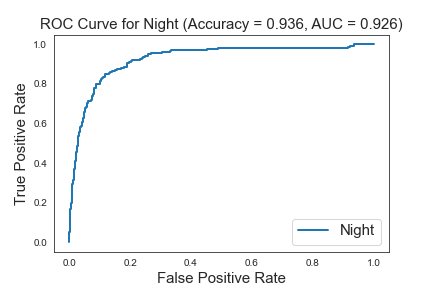 ROC Curve for Night (Accuracy = 0.936, AUC = 0.926)
1.0
0.8
0.6
0.4
0.2
0.0
True Positive Rate
Night
0.0 0.2 0.4 0.6 0.8 1.0
False Positive Rate